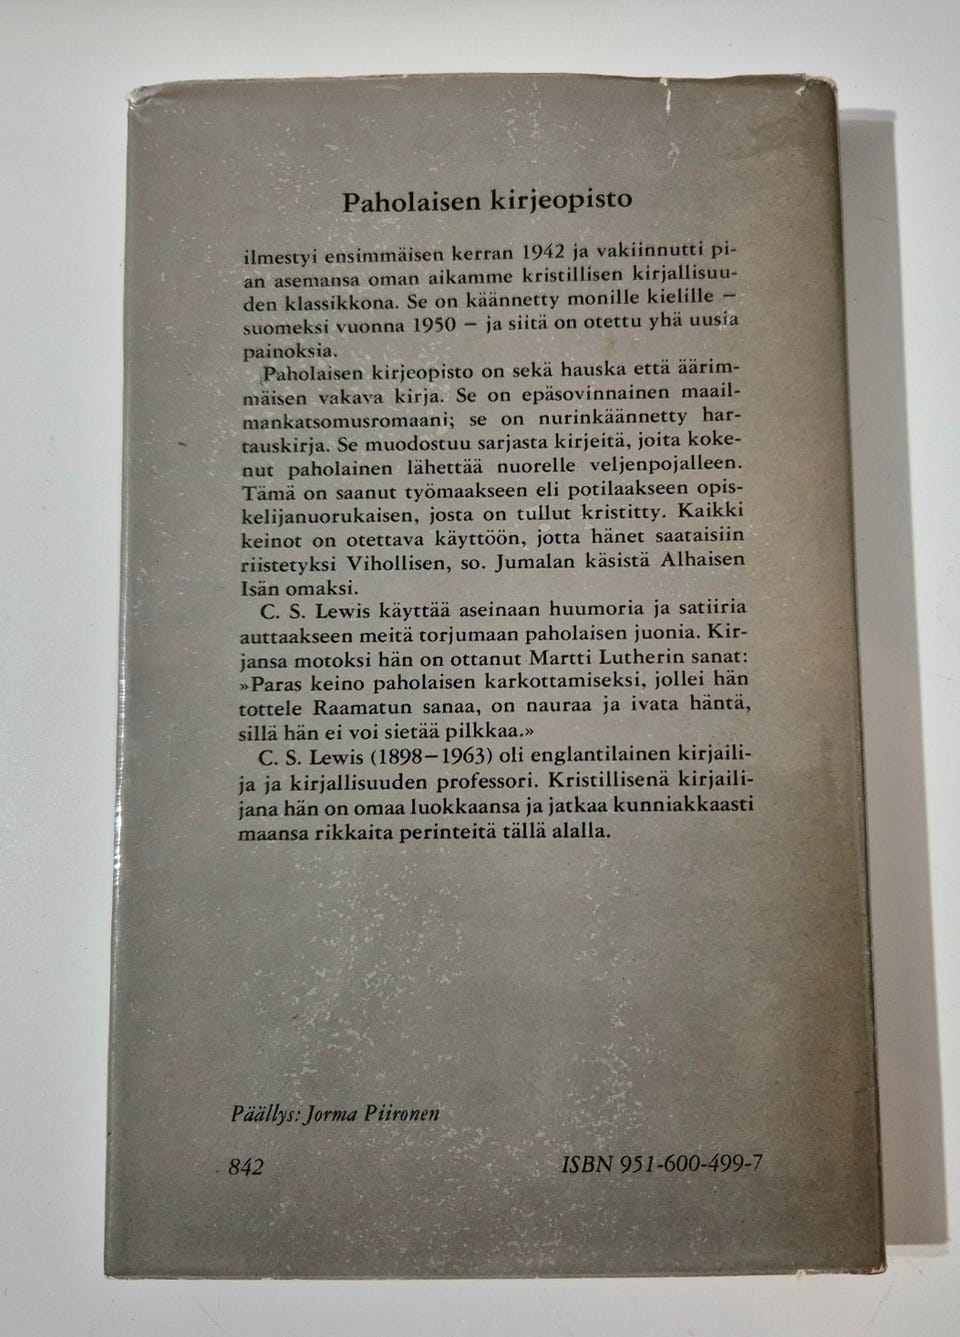 Paholaisen kirjeopisto
ilmestyi ensimmäisen kerran 1942 ja vakiinnutti pi-
an asemansa oman aikamme kristillisen kirjallisuu-
den klassikkona. Se on käännetty monille kielille –
suomeksi vuonna 1950 – ja siitä on otettu yhä uusia
painoksia.
Paholaisen kirjeopisto on sekä hauska että äärim-
mäisen vakava kirja. Se on epäsovinnainen maail-
mankatsomusromaani; se on nurinkäännetty har-
tauskirja. Se muodostuu sarjasta kirjeitä, joita koke-
nut paholainen lähettää nuorelle veljenpojalleen.
Tämä on saanut työmaakseen eli potilaakseen opis-
kelijanuorukaisen, josta on tullut kristitty. Kaikki
keinot on otettava käyttöön, jotta hänet saataisiin
riistetyksi Vihollisen, so. Jumalan käsistä Alhaisen
Isän omaksi.
C. S. Lewis käyttää aseinaan huumoria ja satiiria
auttaakseen meitä torjumaan paholaisen juonia. Kir-
jansa motoksi hän on ottanut Martti Lutherin sanat:
»Paras keino paholaisen karkottamiseksi, jollei hän
tottele Raamatun sanaa, on nauraa ja ivata häntä,
sillä hän ei voi sietää pilkkaa.»
C. S. Lewis (1898–1963) oli englantilainen kirjaili-
ja ja kirjallisuuden professori. Kristillisenä kirjaili-
jana hän on omaa luokkaansa ja jatkaa kunniakkaasti
maansa rikkaita perinteitä tällä alalla.
Päällys: Jorma Piironen
842
ISBN 951-600-499-7